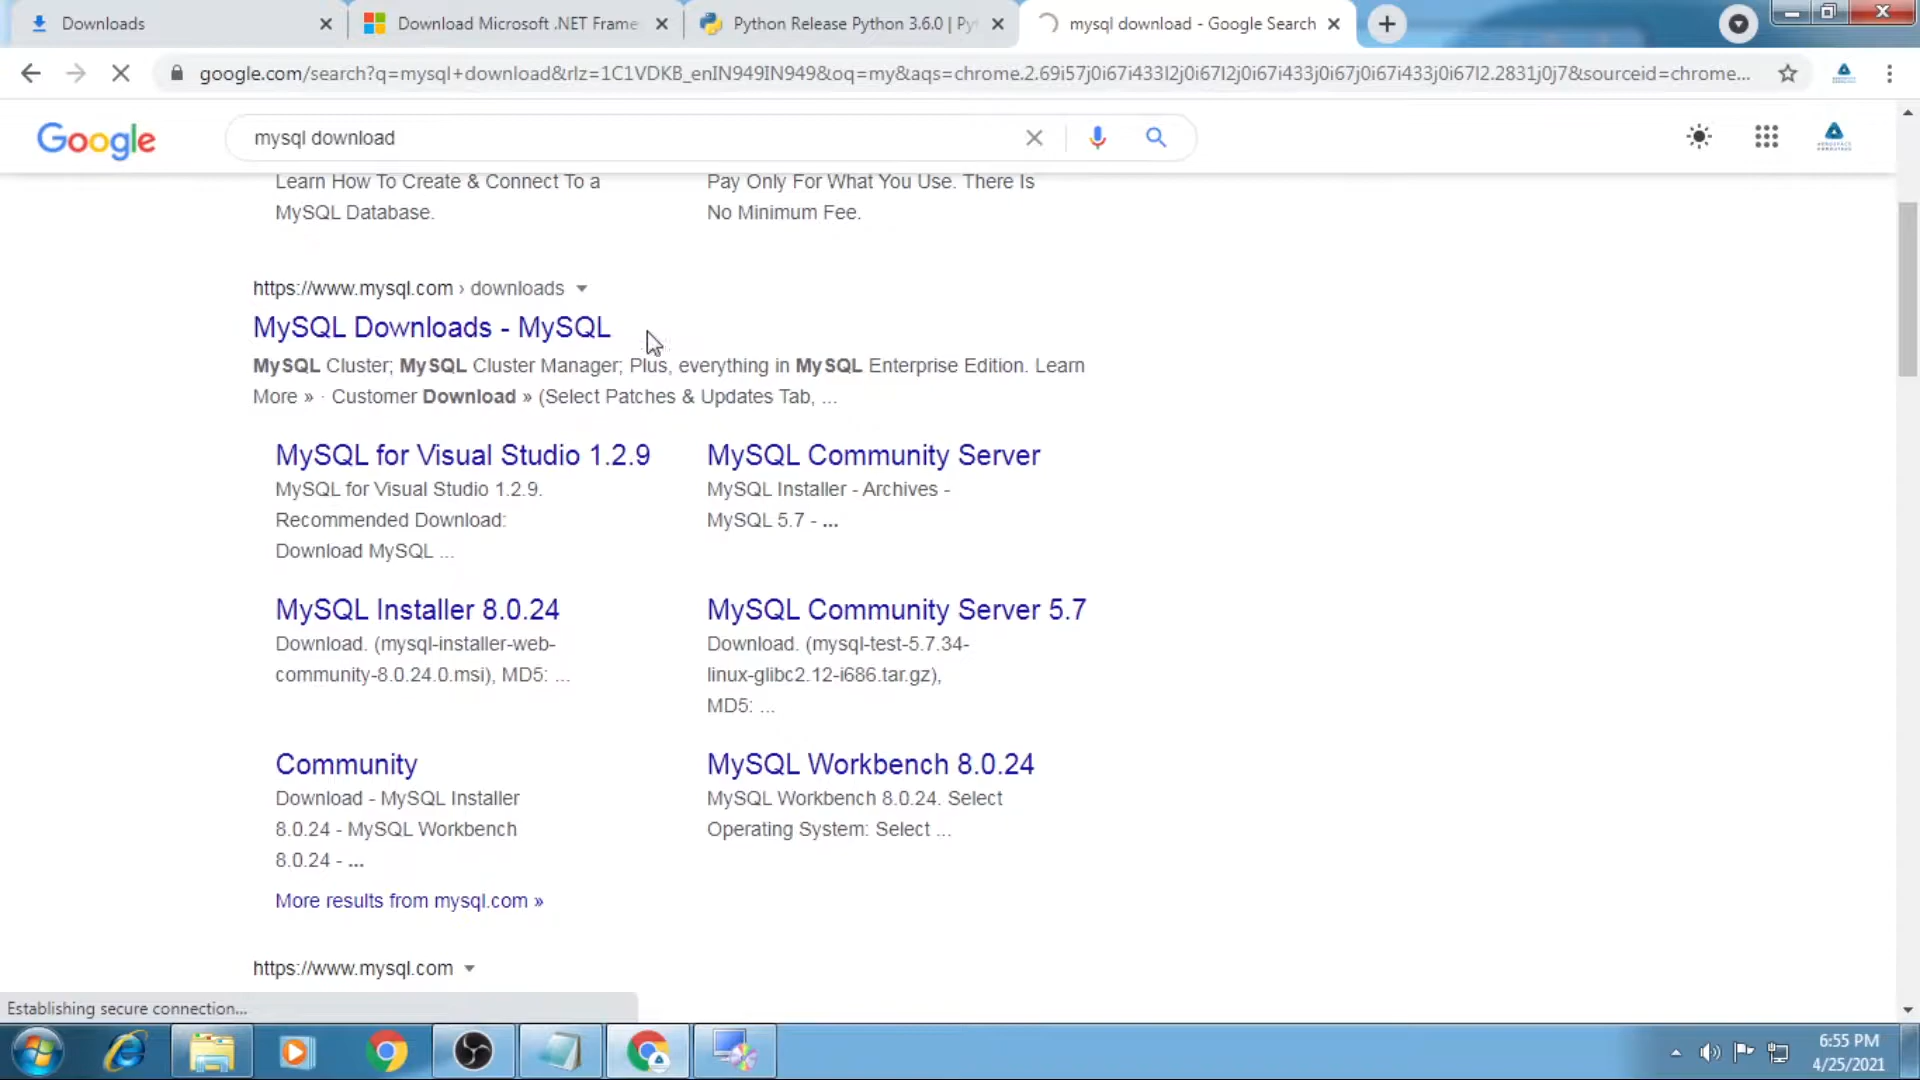 Downloads
Download Microsoft .NET Frame
Python Release Python 3.6.0 | Py
mysql download - Google Search
google.com/search?q=mysql+download&rlz=1C1VDKB_enIN949IN949&oq=my&aqs=chrome.2.69i57j0i67i433l2j0i67l2j0i67i433j0i67j0i67i433j0i67l2.2831j0j7&sourceid=chrome...
Google
mysql download
Learn How To Create & Connect To a
MySQL Database.
Pay Only For What You Use. There Is
No Minimum Fee.
https://www.mysql.com › downloads
MySQL Downloads - MySQL
MySQL Cluster; MySQL Cluster Manager; Plus, everything in MySQL Enterprise Edition. Learn
More » · Customer Download » (Select Patches & Updates Tab, ...
MySQL for Visual Studio 1.2.9
MySQL for Visual Studio 1.2.9.
Recommended Download:
Download MySQL ...
MySQL Community Server
MySQL Installer - Archives -
MySQL 5.7 - ...
MySQL Installer 8.0.24
Download. (mysql-installer-web-
community-8.0.24.0.msi), MD5: ...
MySQL Community Server 5.7
Download. (mysql-test-5.7.34-
linux-glibc2.12-i686.tar.gz),
MD5: ...
Community
Download - MySQL Installer
8.0.24 - MySQL Workbench
8.0.24 - ...
MySQL Workbench 8.0.24
MySQL Workbench 8.0.24. Select
Operating System: Select ...
More results from mysql.com »
https://www.mysql.com
Establishing secure connection...
6:55 PM
4/25/2021